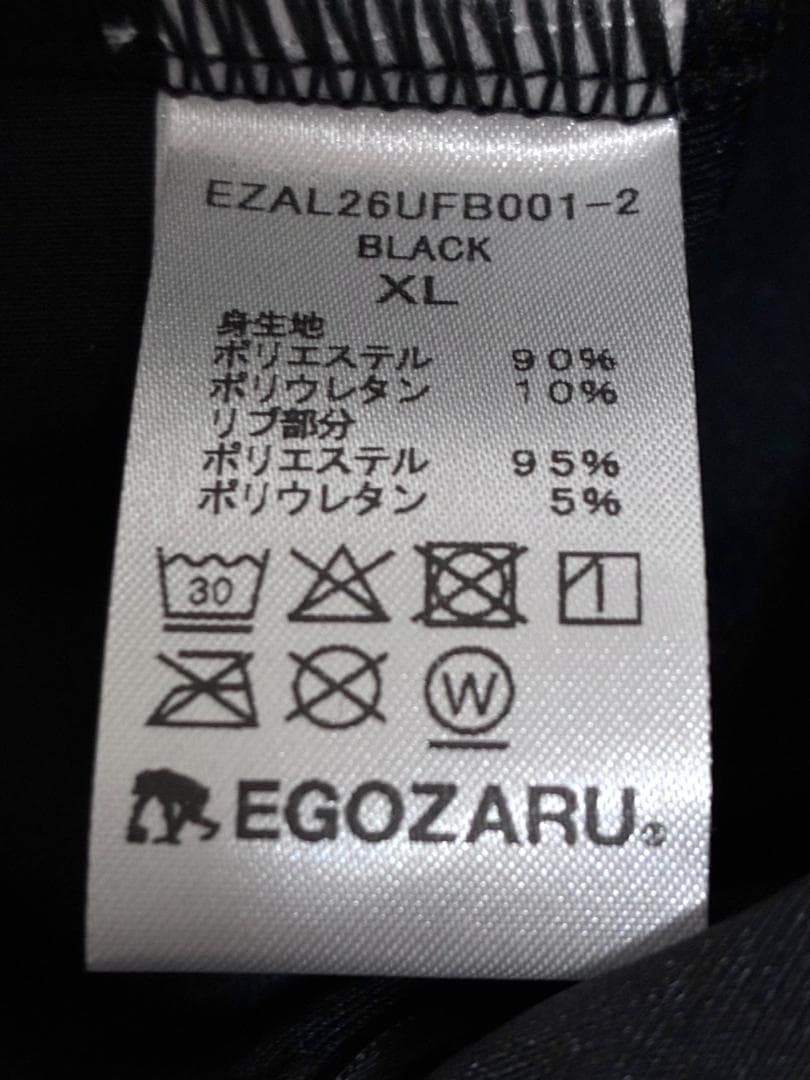 EZAL26UFB001-2
BLACK
XL
身生地
ポリエステル 90%
ポリウレタン 10%
リブ部分
ポリエステル 95%
ポリウレタン 5%
30
W
EGOZARU®